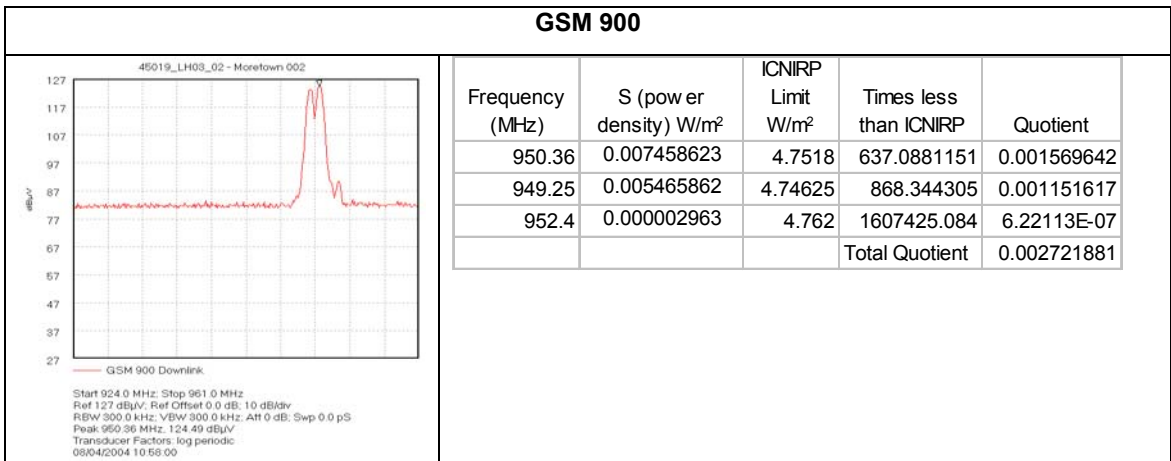 GSM 900
45019_LH03_02 - Moretown 002
127
117
107
97
87
77
67
57
47
37
27
dBµV
GSM 900 Downlink
Start 924.0 MHz; Stop 961.0 MHz
Ref 127 dBµV; Ref Offset 0.0 dB; 10 dB/div
RBW 300.0 kHz; VBW 300.0 kHz; Att 0 dB; Swp 0.0 pS
Peak 950.36 MHz, 124.49 dBµV
Transducer Factors: log periodic
08/04/2004 10:58:00
Frequency (MHz) S (power density) W/m² ICNIRP Limit W/m² Times less than ICNIRP Quotient
950.36 0.007458623 4.7518 637.0881151 0.001569642
949.25 0.005465862 4.74625 868.344305 0.001151617
952.4 0.000002963 4.762 1607425.084 6.22113E-07
Total Quotient 0.002721881